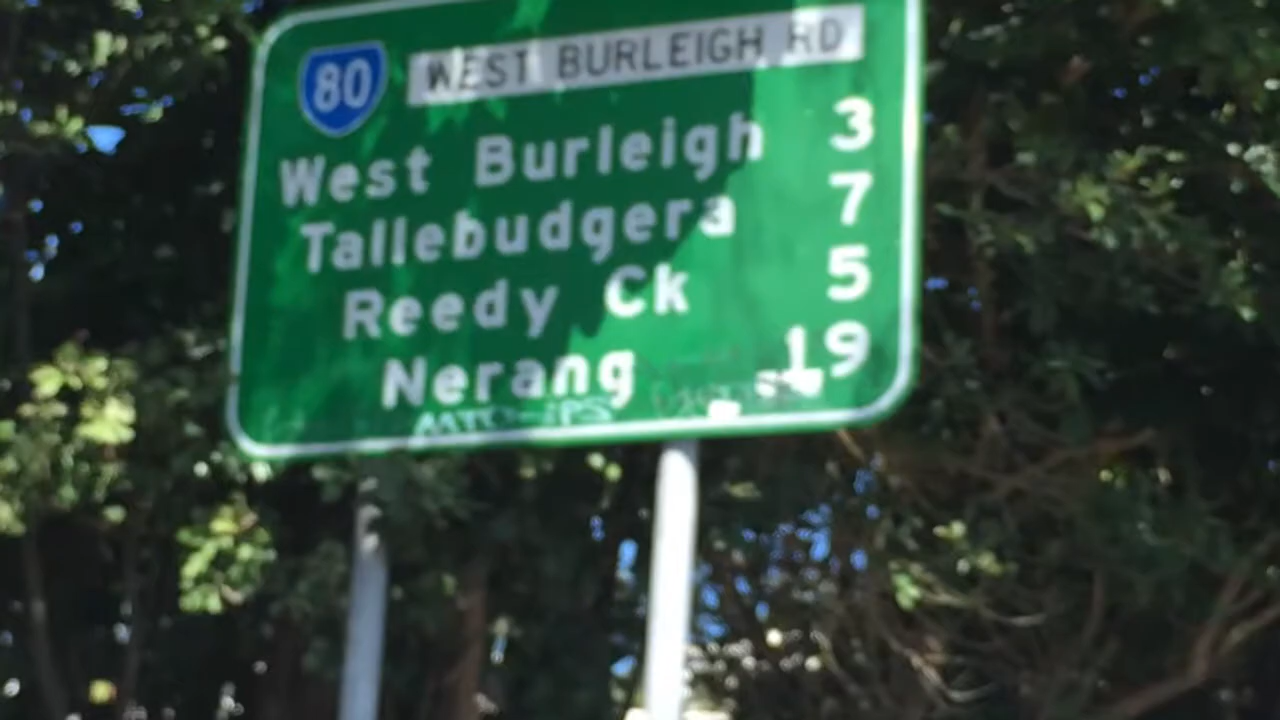 80 WEST BURLEIGH RD
West Burleigh 3
Tallebudgera 7
Reedy Ck 5
Nerang 19